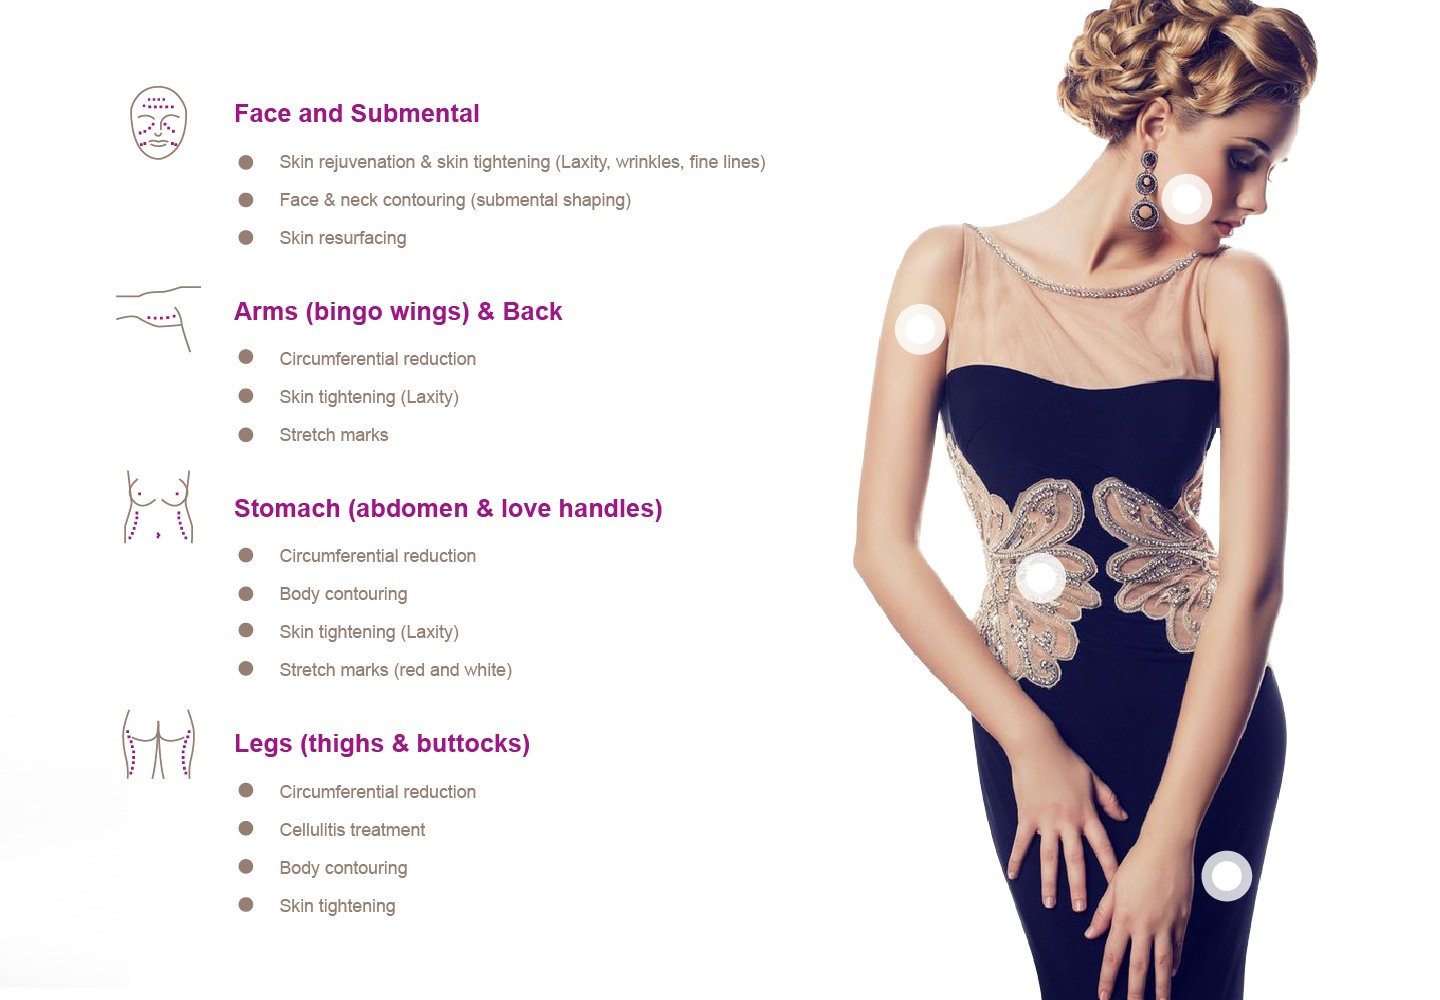 Face and Submental
Skin rejuvenation & skin tightening (Laxity, wrinkles, fine lines)
Face & neck contouring (submental shaping)
Skin resurfacing
Arms (bingo wings) & Back
Circumferential reduction
Skin tightening (Laxity)
Stretch marks
Stomach (abdomen & love handles)
Circumferential reduction
Body contouring
Skin tightening (Laxity)
Stretch marks (red and white)
Legs (thighs & buttocks)
Circumferential reduction
Cellulitis treatment
Body contouring
Skin tightening